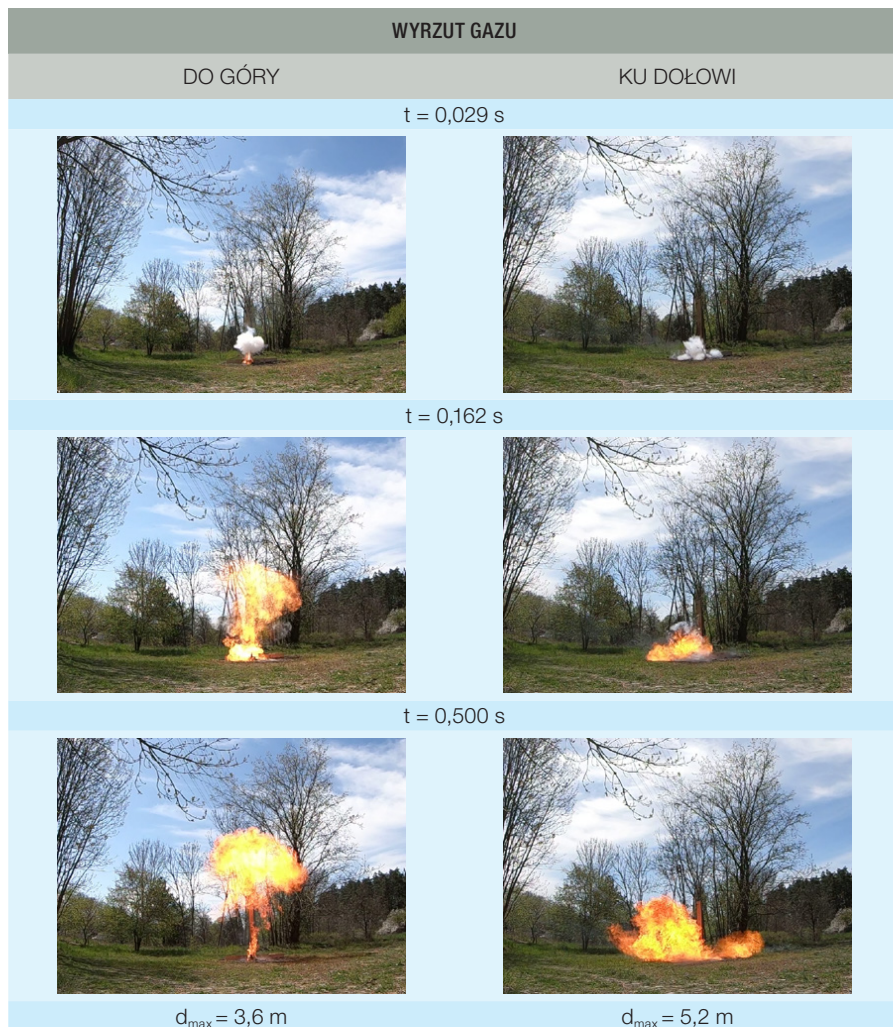 WYRZUT GAZU
DO GÓRY KU DOŁOWI
t = 0,029 s
t = 0,162 s
t = 0,500 s
dmax = 3,6 m dmax = 5,2 m